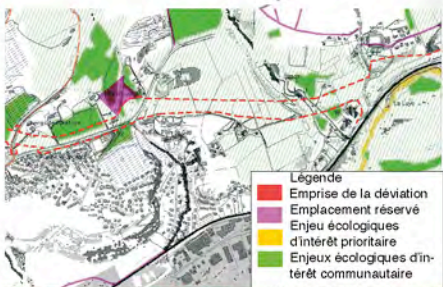 Légende
Emprise de la déviation
Emplacement réservé
Enjeu écologiques
d'intérêt prioritaire
Enjeux écologiques d'in-
térêt communautaire